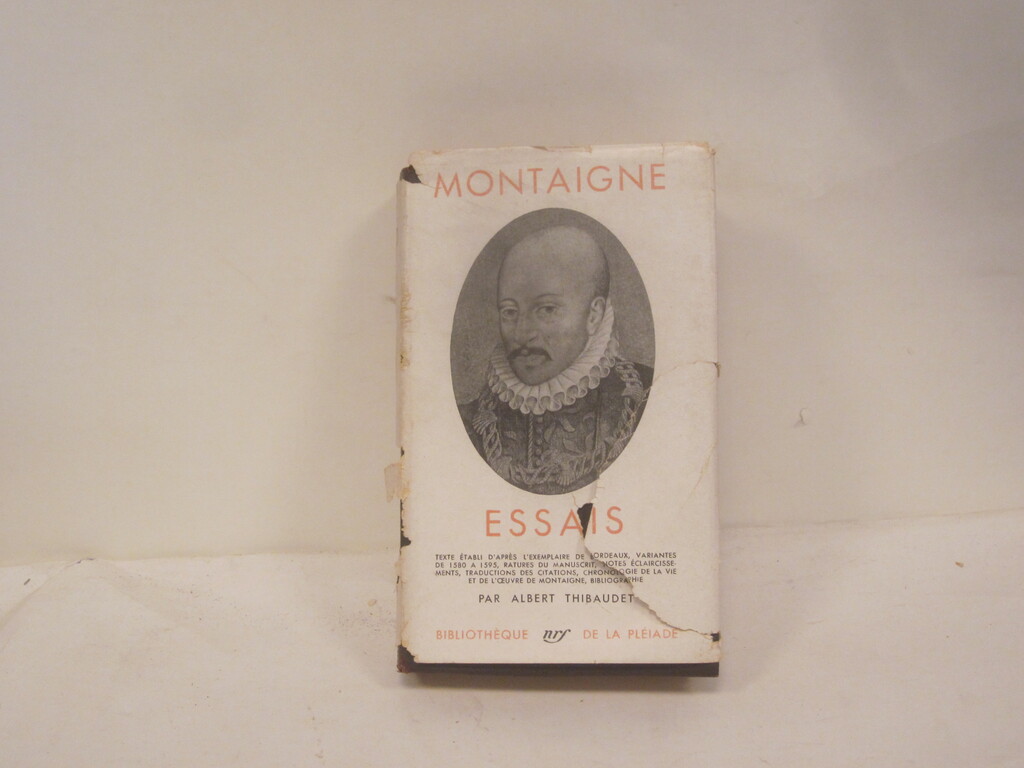 MONTAIGNE
ESSAIS
TEXTE ÉTABLI D'APRÈS L'EXEMPLAIRE DE BORDEAUX, VARIANTES
DE 1580 A 1595, RATURES DU MANUSCRIT, NOTES ÉCLAIRCISSE-
MENTS, TRADUCTIONS DES CITATIONS, CHRONOLOGIE DE LA VIE
ET DE L'ŒUVRE DE MONTAIGNE, BIBLIOGRAPHIE
PAR ALBERT THIBAUDET
BIBLIOTHÈQUE nrf DE LA PLÉIADE